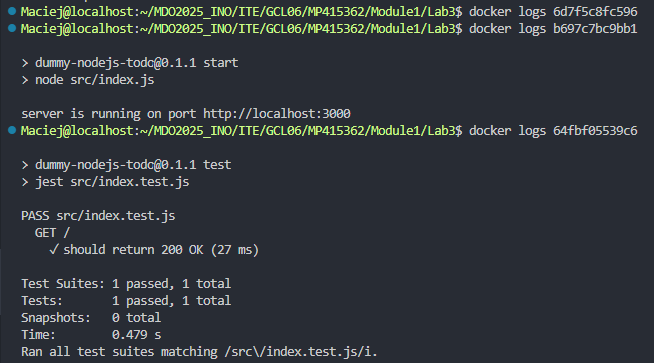 Maciej@localhost:~/MDO2025_INO/ITE/GCL06/MP415362/Module1/Lab3$ docker logs 6d7f5c8fc596
Maciej@localhost:~/MDO2025_INO/ITE/GCL06/MP415362/Module1/Lab3$ docker logs b697c7bc9bb1
> dummy-nodejs-todo@0.1.1 start
> node src/index.js
server is running on port http://localhost:3000
Maciej@localhost:~/MDO2025_INO/ITE/GCL06/MP415362/Module1/Lab3$ docker logs 64fbf05539c6
> dummy-nodejs-todo@0.1.1 test
> jest src/index.test.js
PASS src/index.test.js
GET /
✓ should return 200 OK (27 ms)
Test Suites: 1 passed, 1 total
Tests: 1 passed, 1 total
Snapshots: 0 total
Time: 0.479 s
Ran all test suites matching /src\/index.test.js/i.